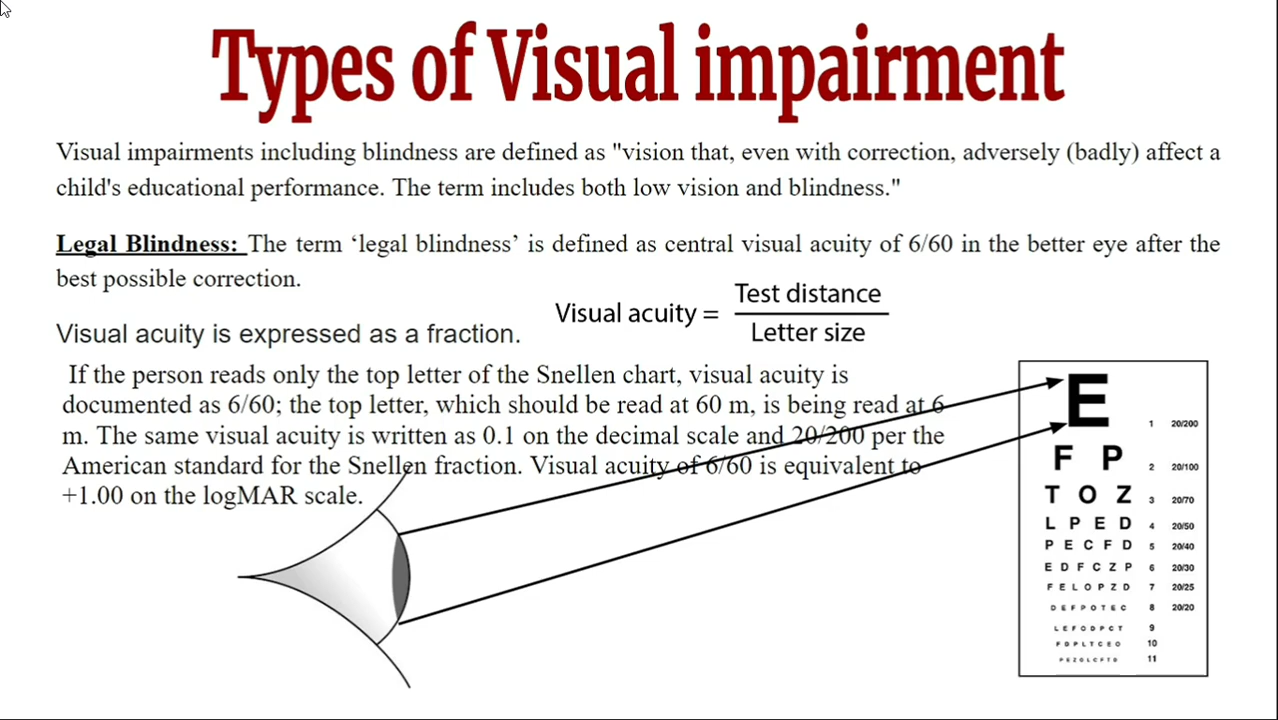 Types of Visual impairment
Visual impairments including blindness are defined as "vision that, even with correction, adversely (badly) affect a
child's educational performance. The term includes both low vision and blindness."
Legal Blindness: The term ‘legal blindness’ is defined as central visual acuity of 6/60 in the better eye after the
best possible correction.
Visual acuity is expressed as a fraction.
Visual acuity = Test distance
Letter size
If the person reads only the top letter of the Snellen chart, visual acuity is
documented as 6/60; the top letter, which should be read at 60 m, is being read at 6
m. The same visual acuity is written as 0.1 on the decimal scale and 20/200 per the
American standard for the Snellen fraction. Visual acuity of 6/60 is equivalent to
+1.00 on the logMAR scale.
E 1 20/200
F P 2 20/100
T O Z 3 20/70
L P E D 4 20/50
P E C F D 5 20/40
E D F C Z P 6 20/30
F E L O P Z D 7 20/25
D E F P O T E C 8 20/20
L E F O D P C T 9
F D P L T C E O 10
P E Z O L C F T D 11